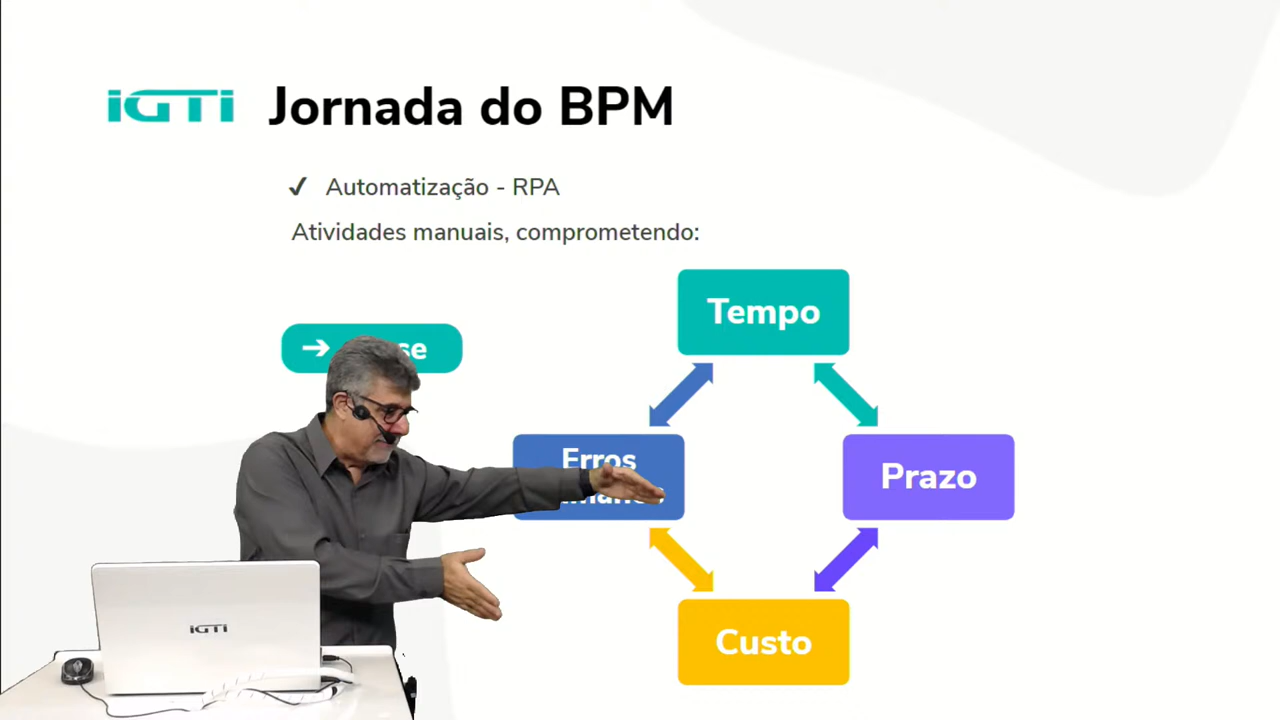 iGTi
Jornada do BPM
✓ Automatização - RPA
Atividades manuais, comprometendo:
Tempo
➔
Erros
Prazo
Custo
iGTi